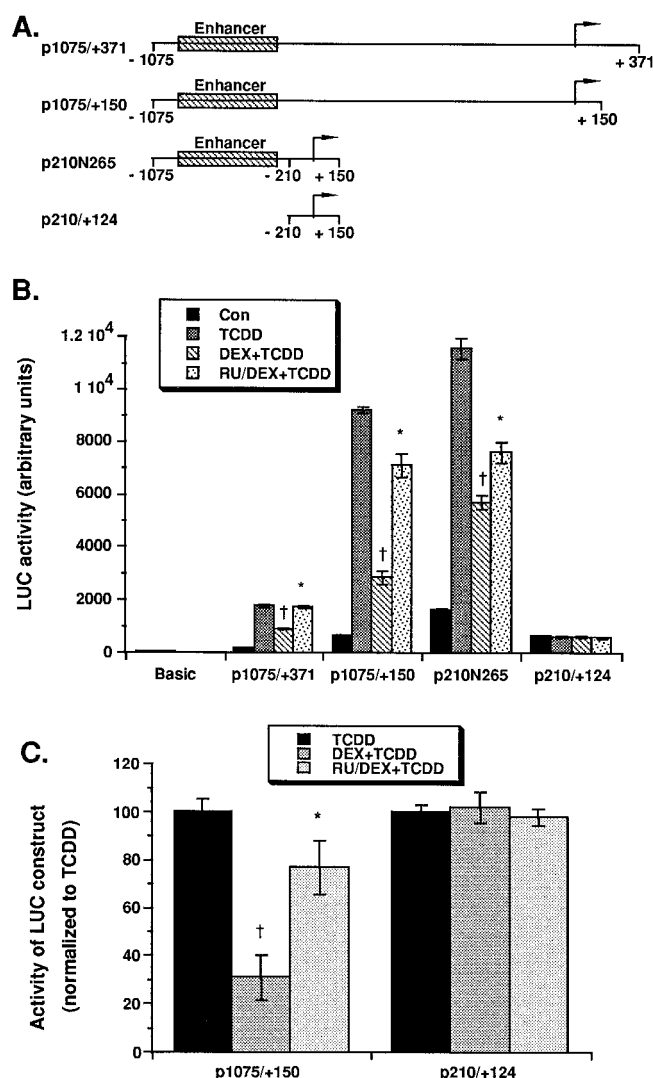 A.
Enhancer
p1075/+371
- 1075
+ 371
Enhancer
p1075/+150
- 1075
+ 150
Enhancer
p210N265
- 1075
- 210
+ 150
p210/+124
- 210
+ 150
B.
Con
TCDD
DEX+TCDD
RU/DEX+TCDD
LUC activity (arbitrary units)
1.2 10⁴
1 10⁴
8000
6000
4000
2000
0
† *
† *
† *
Basic p1075/+371 p1075/+150 p210N265 p210/+124
C.
TCDD
DEX+TCDD
RU/DEX+TCDD
Activity of LUC construct
(normalized to TCDD)
120
100
80
60
40
20
0
† *
p1075/+150 p210/+124